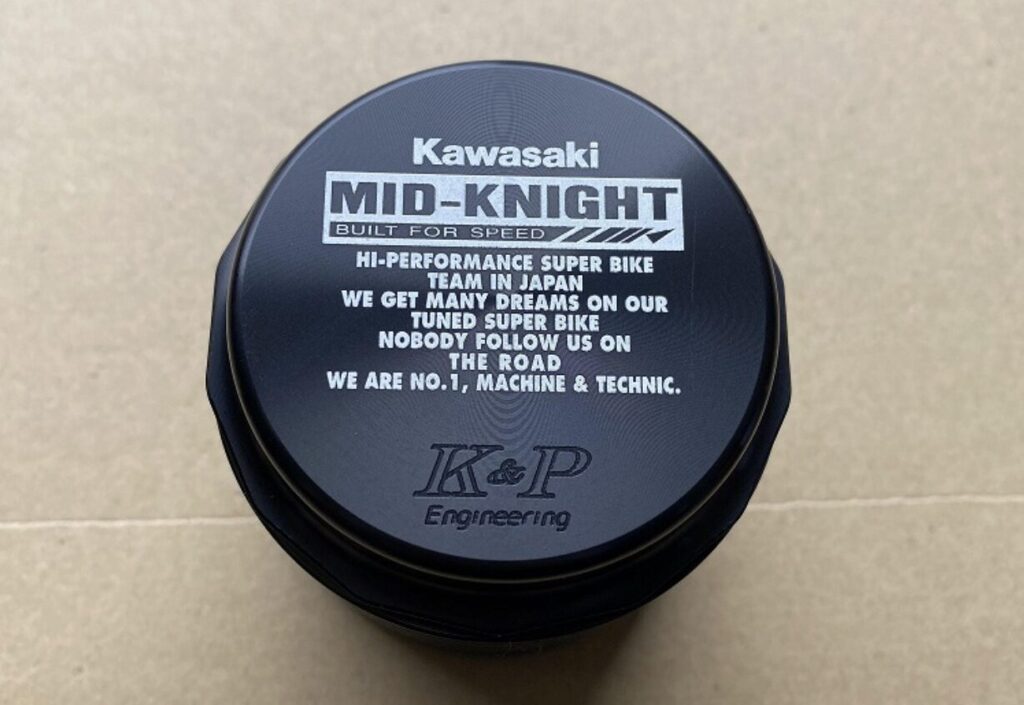 Kawasaki
MID-KNIGHT
BUILT FOR SPEED
HI-PERFORMANCE SUPER BIKE
TEAM IN JAPAN
WE GET MANY DREAMS ON OUR
TUNED SUPER BIKE
NOBODY FOLLOW US ON
THE ROAD
WE ARE NO.1, MACHINE & TECHNIC.
K&P
Engineering